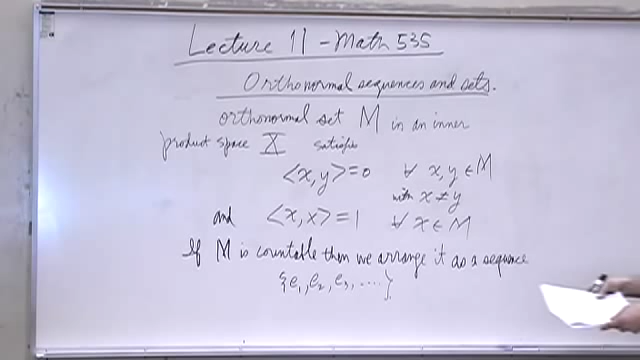 Lecture 11 - Math 535
Orthonormal sequences and sets.
orthonormal set M in an inner
product space X satisfies
<x, y> = 0 ∀ x, y ∈ M
with x ≠ y
and <x, x> = 1 ∀ x ∈ M
If M is countable then we arrange it as a sequence
{e₁, e₂, e₃, ....}.